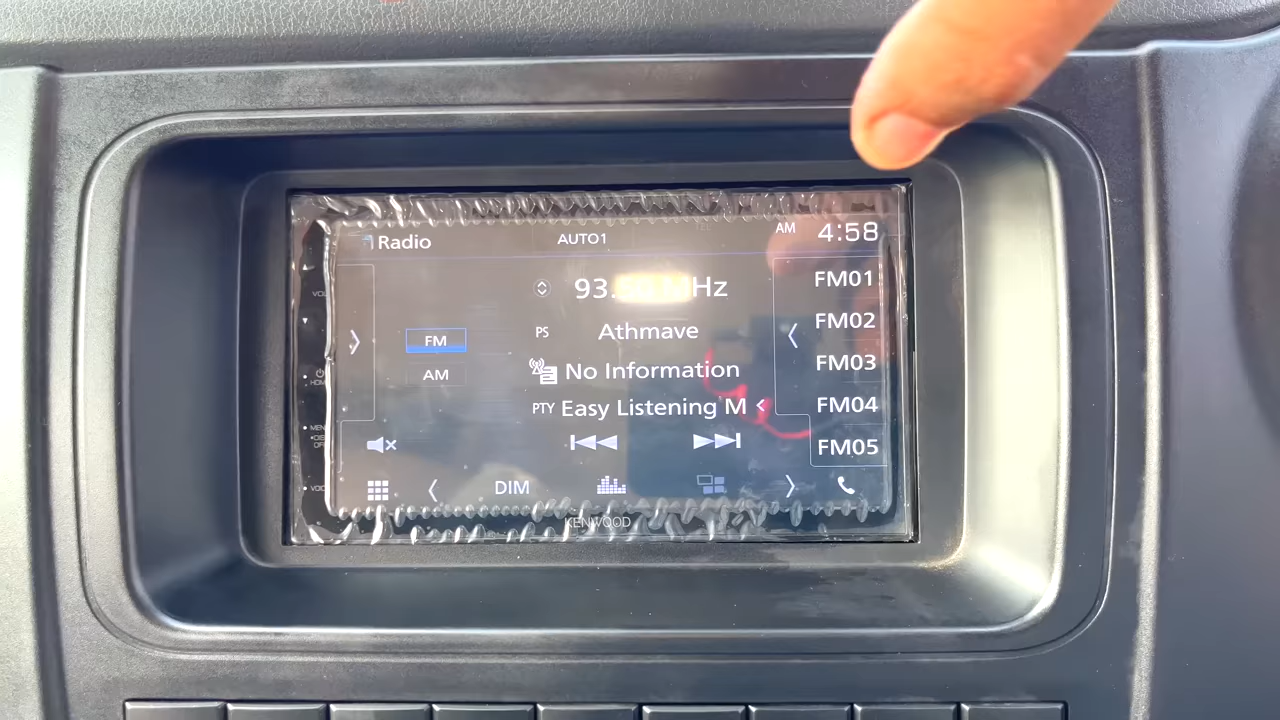 Radio
AUTO1
AM 4:58
MHz
FM
AM
PS Athmave
No Information
PTY Easy Listening M
DIM
FM01
FM02
FM03
FM04
FM05
KENWOOD